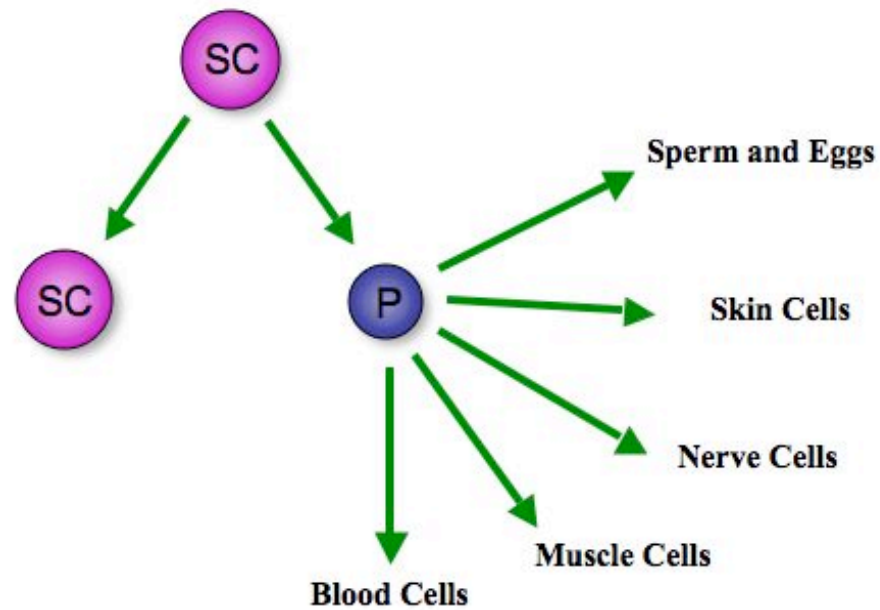 SC
Sperm and Eggs
SC
P
Skin Cells
Nerve Cells
Muscle Cells
Blood Cells